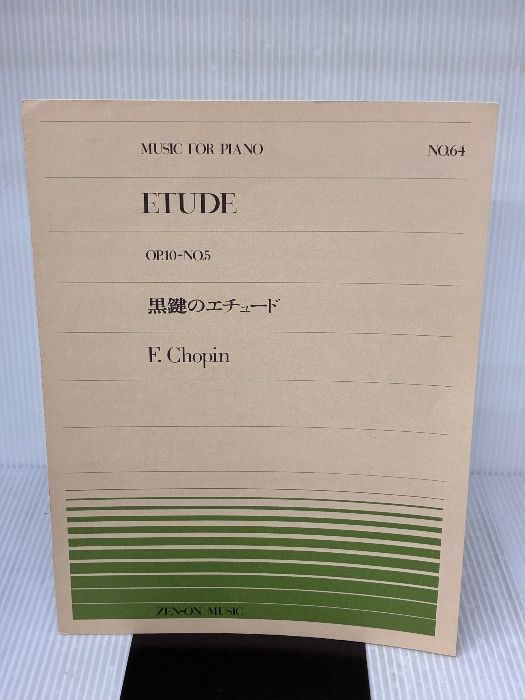 MUSIC FOR PIANO NO.64
ETUDE
OP.10-NO.5
黒鍵のエチュード
F. Chopin
ZEN-ON MUSIC